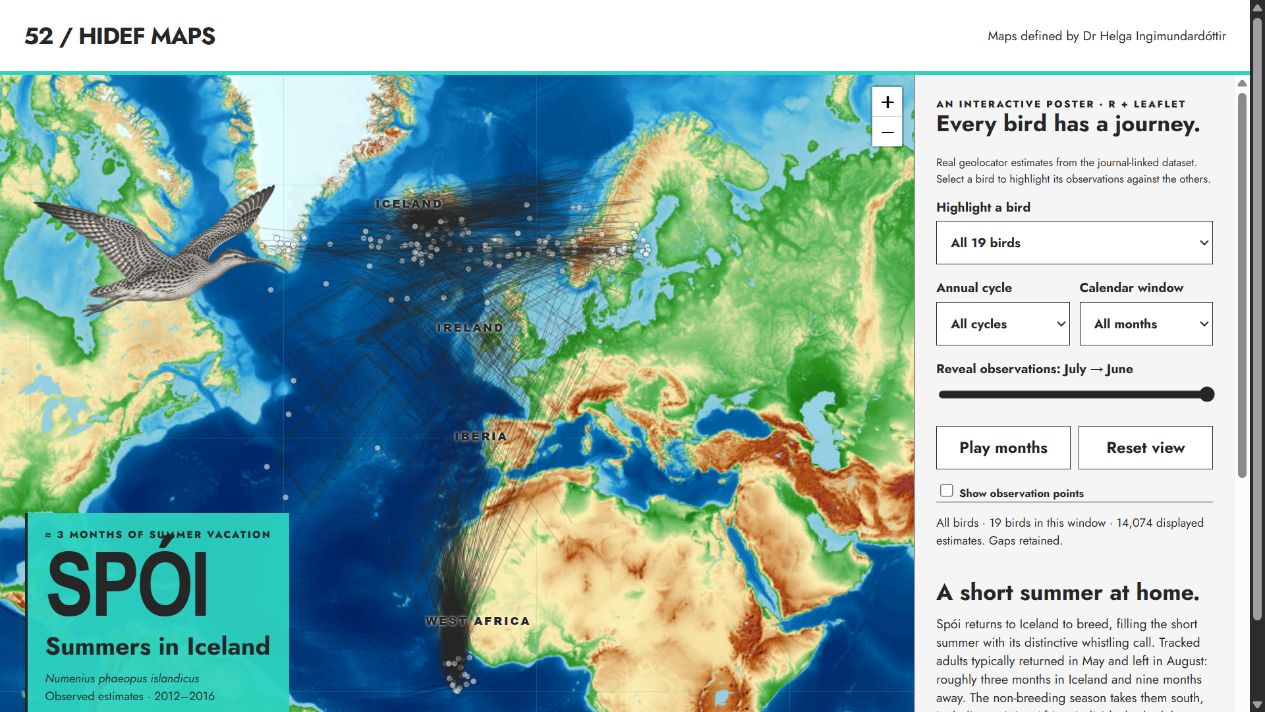 52 / HIDEF MAPS
Maps defined by Dr Helga Ingimundardóttir
+
−
ICELAND
IRELAND
IBERIA
WEST AFRICA
≈ 3 MONTHS OF SUMMER VACATION
SPÓI
Summers in Iceland
Numenius phaeopus islandicus
Observed estimates · 2012–2016
AN INTERACTIVE POSTER · R + LEAFLET
Every bird has a journey.
Real geolocator estimates from the journal-linked dataset.
Select a bird to highlight its observations against the others.
Highlight a bird
All 19 birds
Annual cycle
Calendar window
All cycles
All months
Reveal observations: July → June
Play months
Reset view
Show observation points
All birds · 19 birds in this window · 14,074 displayed
estimates. Gaps retained.
A short summer at home.
Spói returns to Iceland to breed, filling the short
summer with its distinctive whistling call. Tracked
adults typically returned in May and left in August:
roughly three months in Iceland and nine months
away. The non-breeding season takes them south,